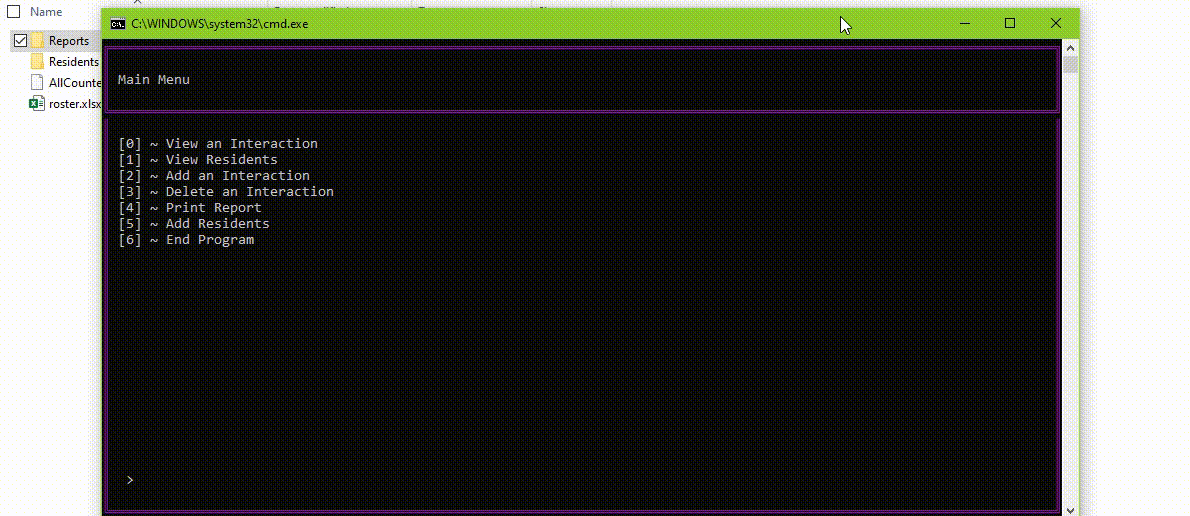 Name
C:\WINDOWS\system32\cmd.exe
Reports
Residents
AllCounte
roster.xlsx
Main Menu
[0] ~ View an Interaction
[1] ~ View Residents
[2] ~ Add an Interaction
[3] ~ Delete an Interaction
[4] ~ Print Report
[5] ~ Add Residents
[6] ~ End Program
>